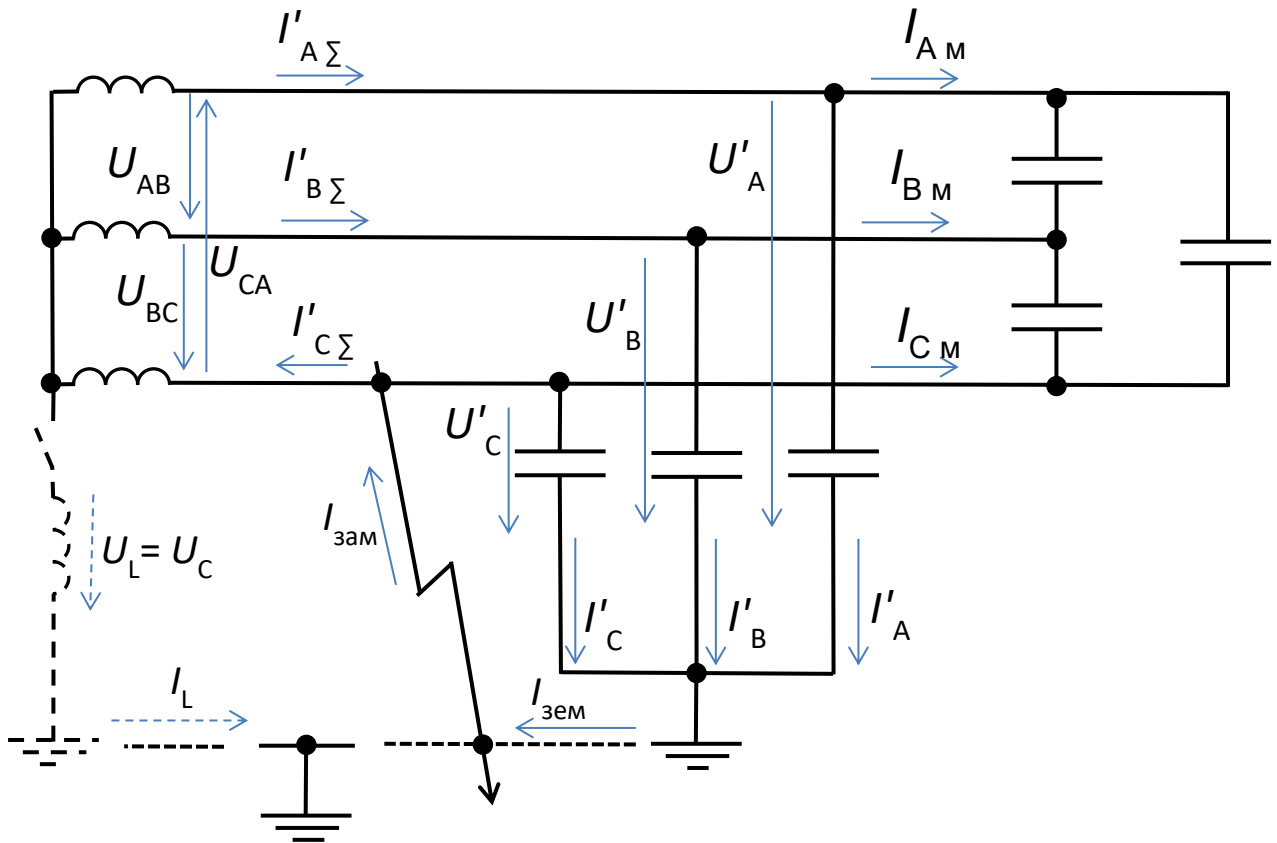 I'A ∑
IA м
UAB
I'B ∑
U'A
IB м
UBC
UCA
I'C ∑
U'B
IC м
U'C
Iзам
UL= UC
I'C
I'B
I'A
IL
Iзем